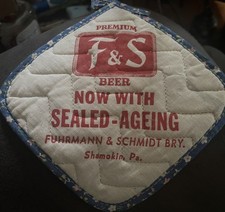 PREMIUM
F&S
BEER
NOW WITH
SEALED-AGEING
FUHRMANN & SCHMIDT BRY.
Shamokin, Pa.